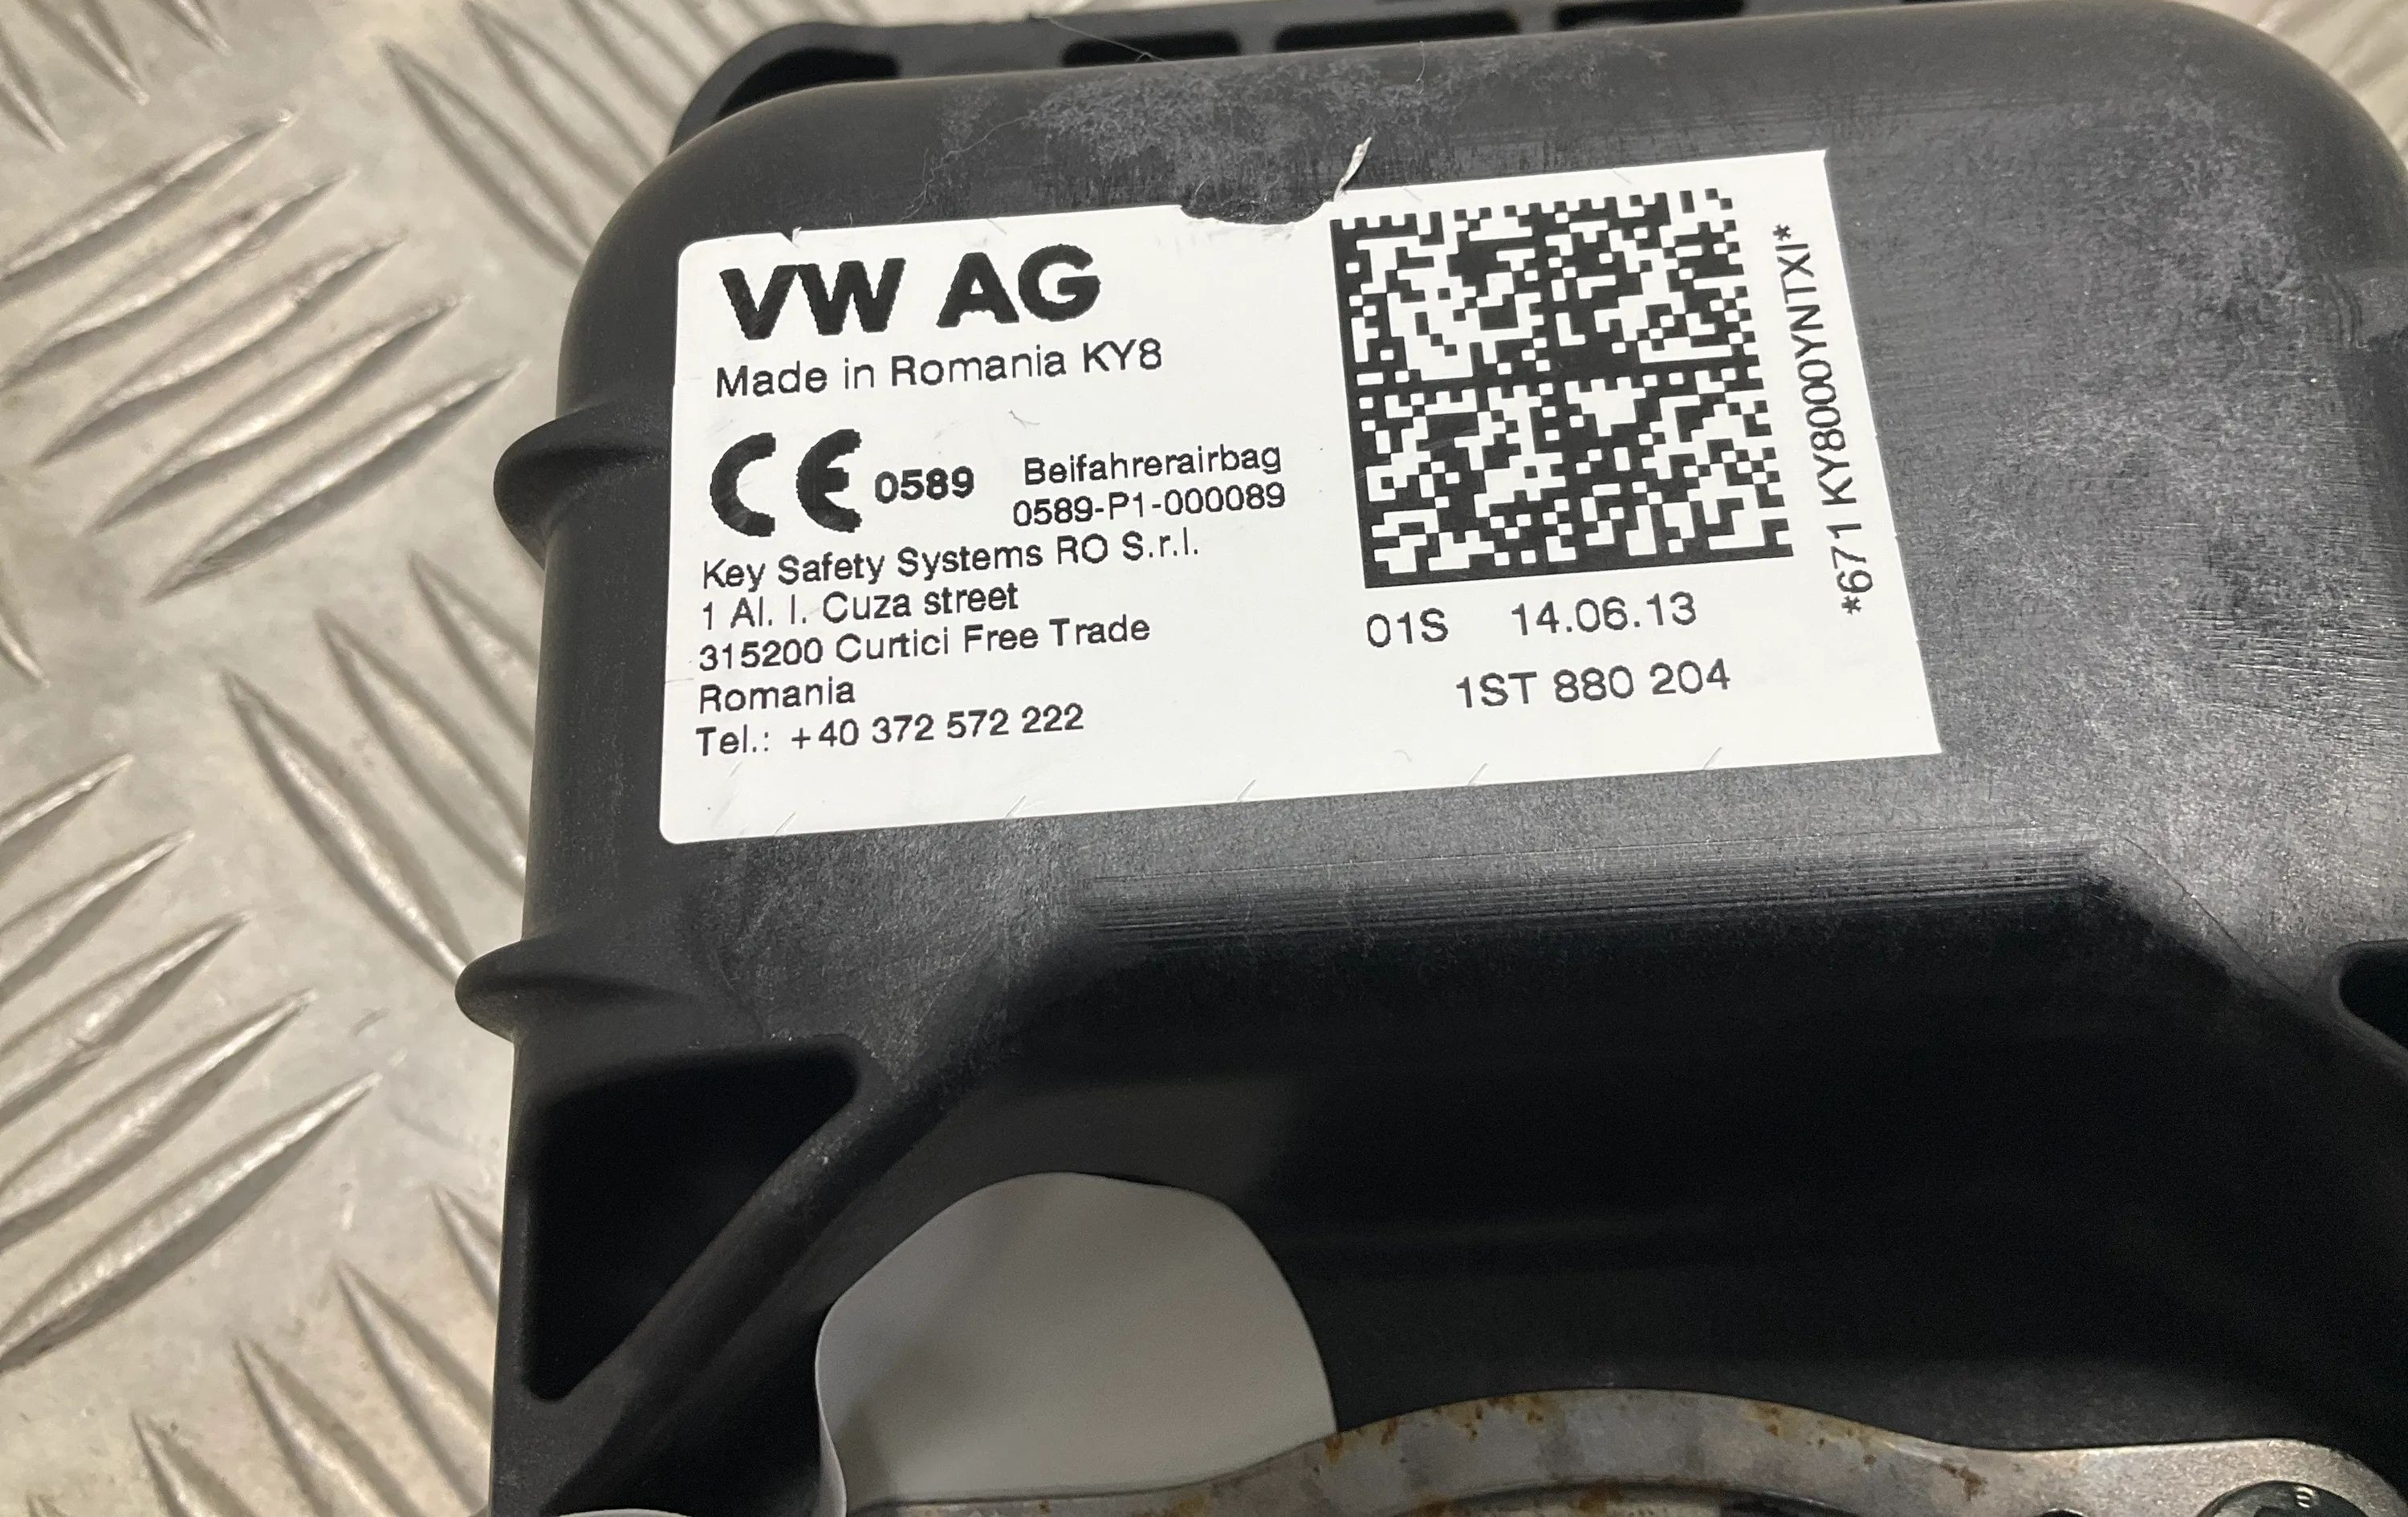 VW AG
Made in Romania KY8
CE 0589
Beifahrerairbag
0589-P1-000089
Key Safety Systems RO S.r.l.
1 Al. I. Cuza street
315200 Curtici Free Trade
Romania
Tel.: +40 372 572 222
01S 14.06.13
1ST 880 204
*671 KY8000YNTXI*